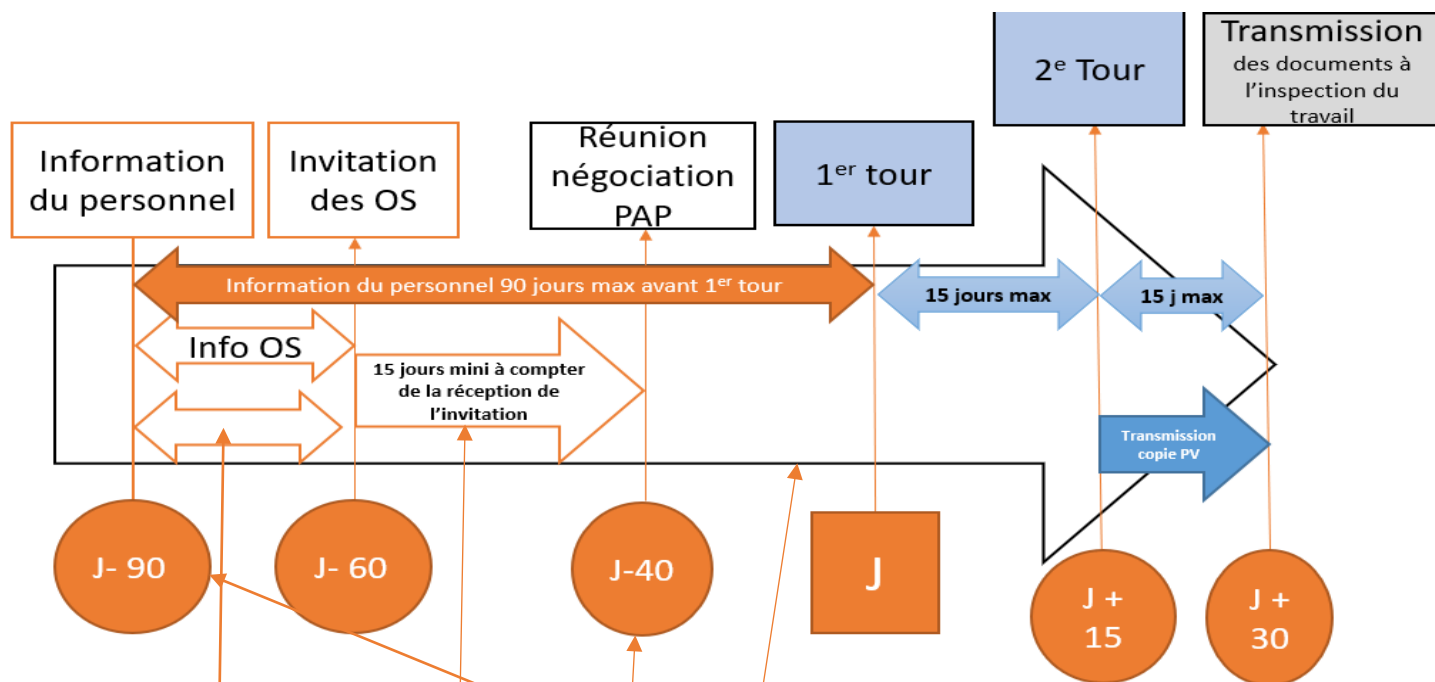 Information
du personnel
Invitation
des OS
Réunion
négociation
PAP
1er tour
2e Tour
Transmission
des documents à
l’inspection du
travail
Information du personnel 90 jours max avant 1er tour
15 jours max
15 j max
Info OS
15 jours mini à compter
de la réception de
l’invitation
Transmission
copie PV
J- 90
J- 60
J-40
J
J +
15
J +
30